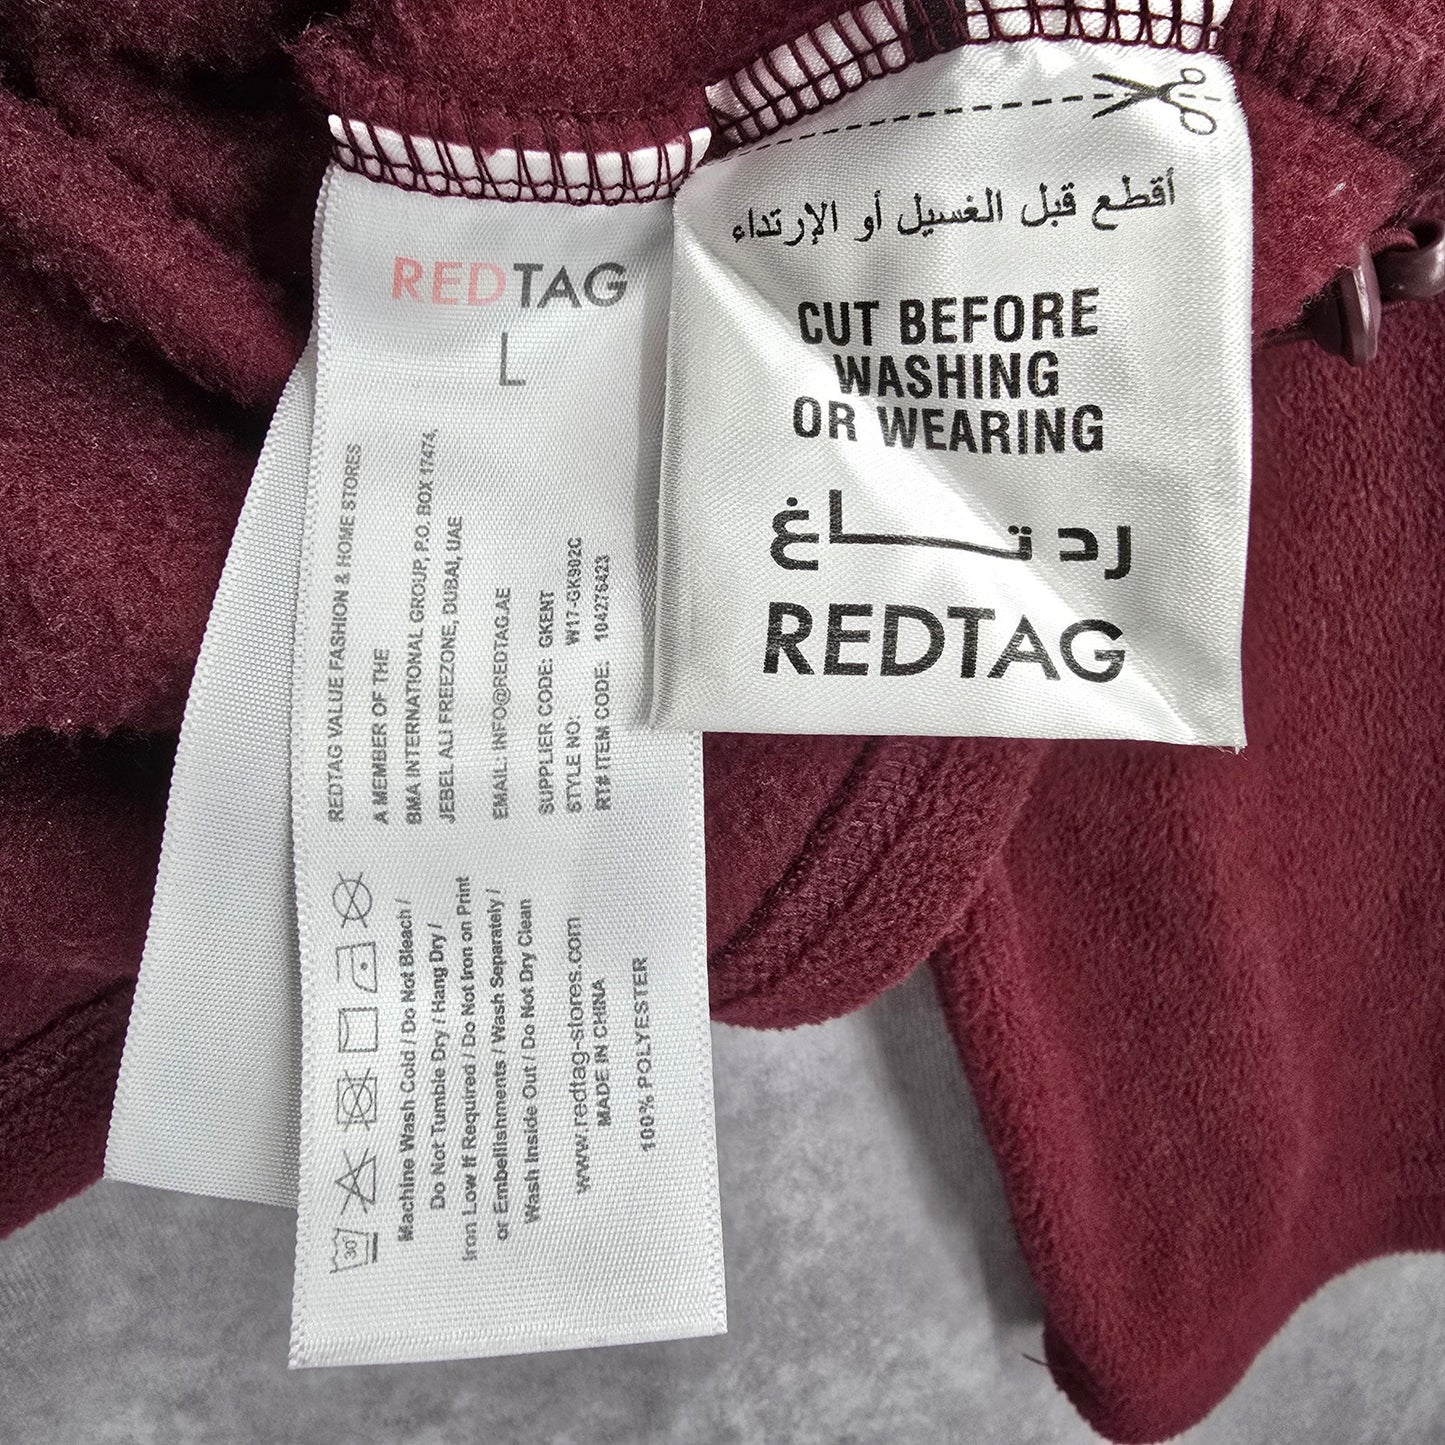 REDTAG
L
REDTAG VALUE FASHION & HOME STORES
A MEMBER OF THE
BMA INTERNATIONAL GROUP, P.O. BOX 17474,
JEBEL ALI FREEZONE, DUBAI, UAE
EMAIL: INFO@REDTAG.AE
SUPPLIER CODE: GKENT
STYLE NO: W17-GK902C
RT# ITEM CODE: 104276423
30°
Machine Wash Cold / Do Not Bleach /
Do Not Tumble Dry / Hang Dry /
Iron Low If Required / Do Not Iron on Print
or Embellishments / Wash Separately /
Wash Inside Out / Do Not Dry Clean
www.redtag-stores.com
MADE IN CHINA
100% POLYESTER
أقطع قبل الغسيل أو الإرتداء
CUT BEFORE
WASHING
OR WEARING
رد تاغ
REDTAG